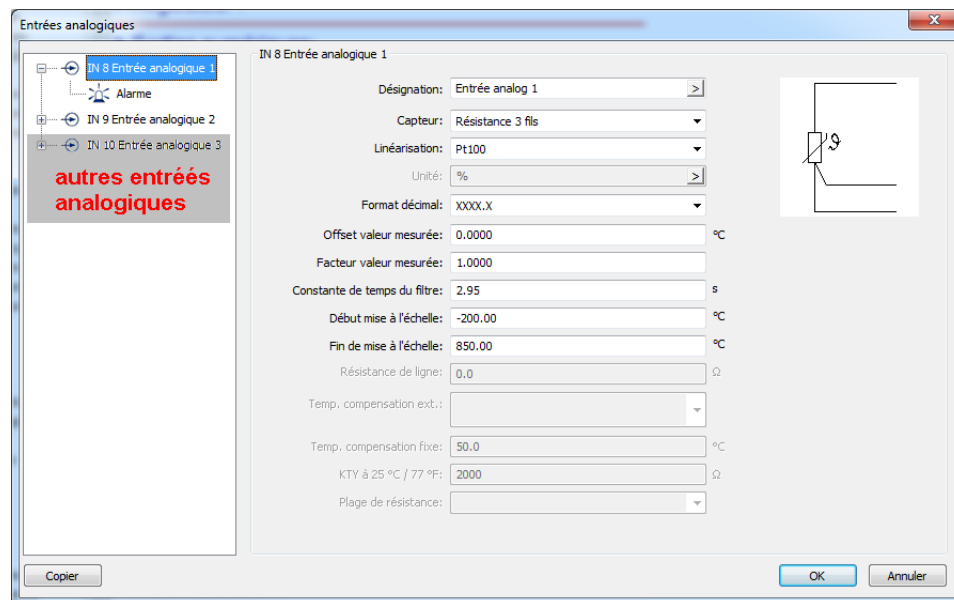 Entrées analogiques
IN 8 Entrée analogique 1
Alarme
IN 9 Entrée analogique 2
IN 10 Entrée analogique 3
autres entréés
analogiques
IN 8 Entrée analogique 1
Désignation: Entrée analog 1 >
Capteur: Résistance 3 fils
Linéarisation: Pt100
Unité: % >
Format décimal: XXXX.X
Offset valeur mesurée: 0.0000 °C
Facteur valeur mesurée: 1.0000
Constante de temps du filtre: 2.95 s
Début mise à l'échelle: -200.00 °C
Fin de mise à l'échelle: 850.00 °C
Résistance de ligne: 0.0 Ω
Temp. compensation ext.:
Temp. compensation fixe: 50.0 °C
KTY à 25 °C / 77 °F: 2000 Ω
Plage de résistance:
ϑ
Copier
OK
Annuler